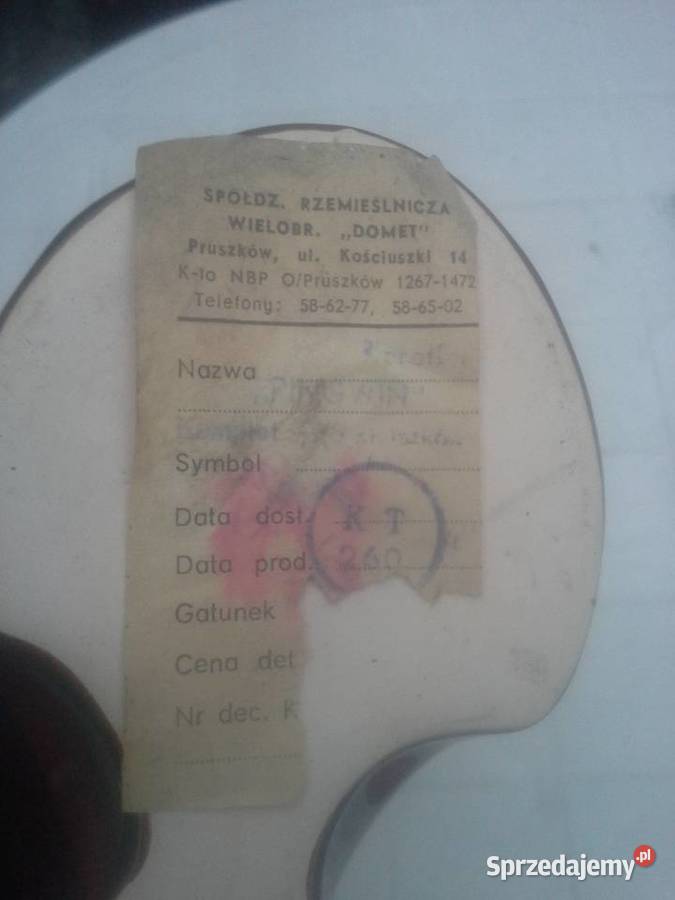 SPÓŁDZ. RZEMIEŚLNICZA
WIELOBR. „DOMET"
Pruszków, ul. Kościuszki 14
K-to NBP O/Pruszków 1267-1472
Telefony: 58-62-77, 58-65-02
Nazwa
Komplet
Symbol
Data dost.
K T
Data prod.
260
Gatunek
Cena det
Nr dec. K
Sprzedajemy.pl